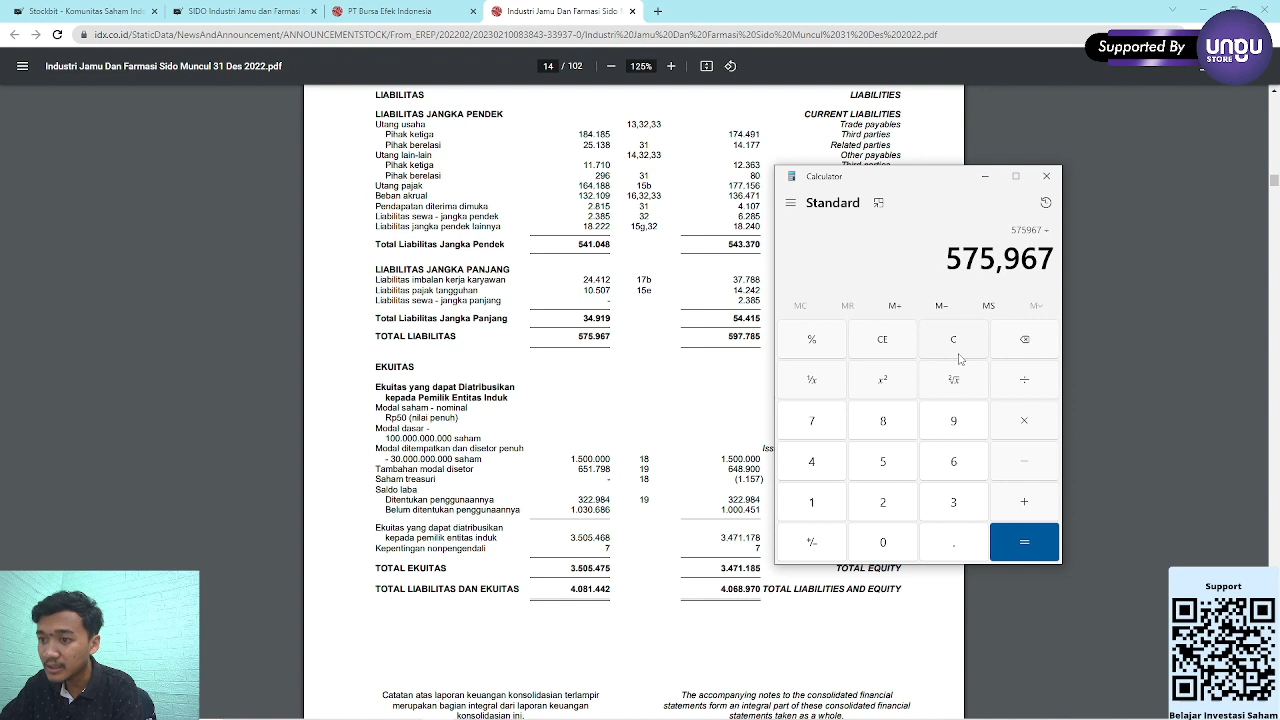 Stockbit - Komunitas Saham Ind
SIDO Industri Jamu dan Farmasi
PT Bursa Efek Indonesia
Industri Jamu Dan Farmasi Sido
idx.co.id/StaticData/NewsAndAnnouncement/ANNOUNCEMENTSTOCK/From_EREP/202202/20230210083843-33937-0/Industri%20Jamu%20Dan%20Farmasi%20Sido%20Muncul%2031%20Des%202022.pdf
Supported By UNGU STORE
Industri Jamu Dan Farmasi Sido Muncul 31 Des 2022.pdf
14 / 102
125%
LIABILITAS LIABILITIES
LIABILITAS JANGKA PENDEK CURRENT LIABILITIES
Utang usaha 13,32,33 Trade payables
Pihak ketiga 184.185 174.491 Third parties
Pihak berelasi 25.138 31 14.177 Related parties
Utang lain-lain 14,32,33 Other payables
Pihak ketiga 11.710 12.363 Third parties
Pihak berelasi 296 31 80
Utang pajak 164.188 15b 177.156
Beban akrual 132.109 16,32,33 136.471
Pendapatan diterima dimuka 2.815 31 4.107
Liabilitas sewa - jangka pendek 2.385 32 6.285
Liabilitas jangka pendek lainnya 18.222 15g,32 18.240
Total Liabilitas Jangka Pendek 541.048 543.370
LIABILITAS JANGKA PANJANG
Liabilitas imbalan kerja karyawan 24.412 17b 37.788
Liabilitas pajak tangguhan 10.507 15e 14.242
Liabilitas sewa - jangka panjang - 2.385
Total Liabilitas Jangka Panjang 34.919 54.415
TOTAL LIABILITAS 575.967 597.785
EKUITAS
Ekuitas yang dapat Diatribusikan
kepada Pemilik Entitas Induk
Modal saham - nominal
Rp50 (nilai penuh)
Modal dasar -
100.000.000.000 saham
Modal ditempatkan dan disetor penuh Iss
- 30.000.000.000 saham 1.500.000 18 1.500.000
Tambahan modal disetor 651.798 19 648.900
Saham treasuri - 18 (1.157)
Saldo laba
Ditentukan penggunaannya 322.984 19 322.984
Belum ditentukan penggunaannya 1.030.686 1.000.451
Ekuitas yang dapat diatribusikan
kepada pemilik entitas induk 3.505.468 3.471.178
Kepentingan nonpengendali 7 7
TOTAL EKUITAS 3.505.475 3.471.185 TOTAL EQUITY
TOTAL LIABILITAS DAN EKUITAS 4.081.442 4.068.970 TOTAL LIABILITIES AND EQUITY
Catatan atas laporan keuangan konsolidasian terlampir
merupakan bagian integral dari laporan keuangan
konsolidasian ini.
The accompanying notes to the consolidated financial
statements form an integral part of these consolidated financial
statements taken as a whole.
Calculator
Standard
575967 ÷
575,967
MC MR M+ M− MS M
% CE C
¹/x x² ²√x ÷
7 8 9 ×
4 5 6 −
1 2 3 +
+/− 0 . =
Support
Belajar Investasi Saham